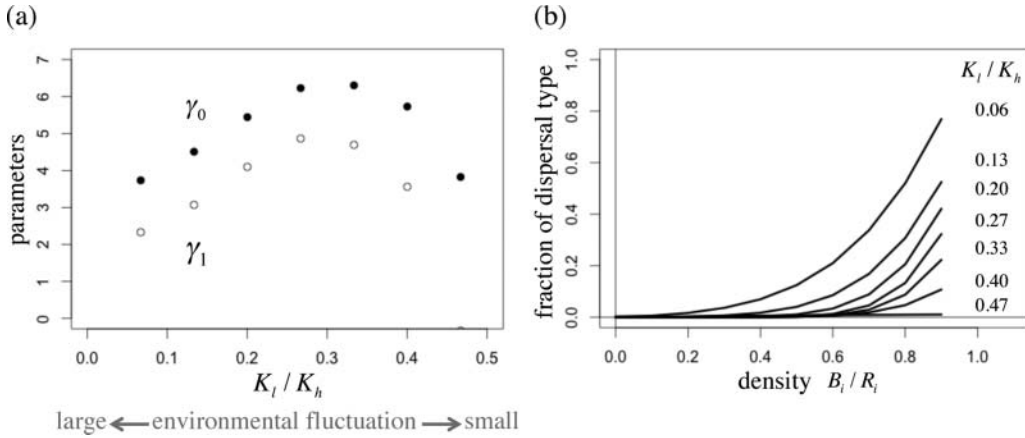 (a)
7
6
5
4
3
2
1
0
parameters
γ0
γ1
0.0 0.1 0.2 0.3 0.4 0.5
Kl / Kh
large environmental fluctuation small
(b)
1.0
0.8
0.6
0.4
0.2
0.0
fraction of dispersal type
Kl / Kh
0.06
0.13
0.20
0.27
0.33
0.40
0.47
0.0 0.2 0.4 0.6 0.8 1.0
density Bi / Ri